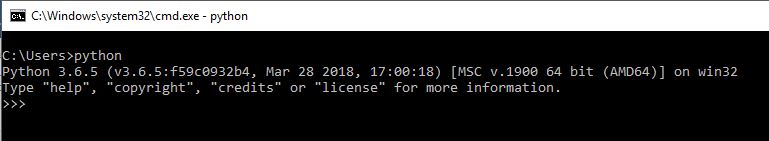 C:\Windows\system32\cmd.exe - python
C:\Users>python
Python 3.6.5 (v3.6.5:f59c0932b4, Mar 28 2018, 17:00:18) [MSC v.1900 64 bit (AMD64)] on win32
Type "help", "copyright", "credits" or "license" for more information.
>>>